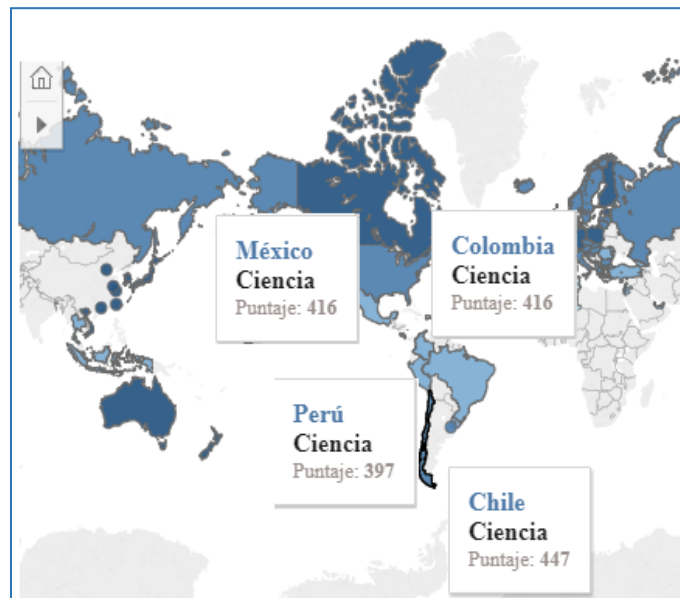 México
Ciencia
Puntaje: 416
Colombia
Ciencia
Puntaje: 416
Perú
Ciencia
Puntaje: 397
Chile
Ciencia
Puntaje: 447